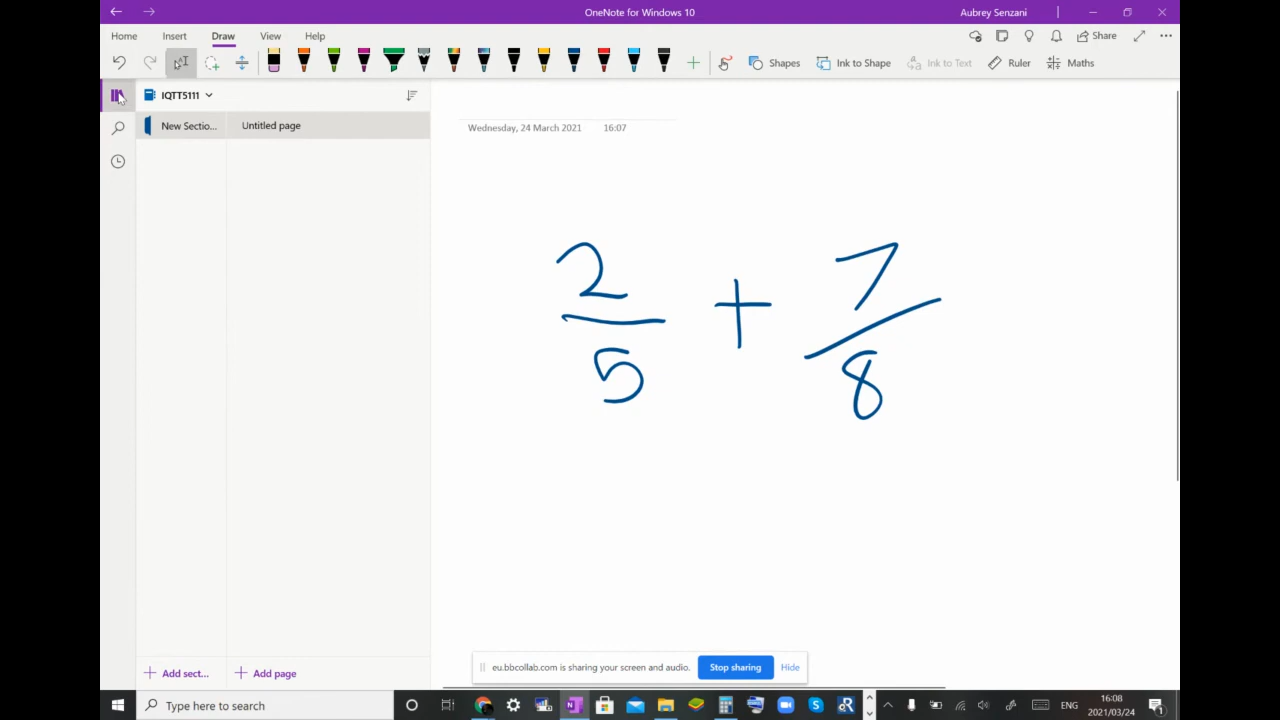 OneNote for Windows 10
Aubrey Senzani
Home Insert Draw View Help
Share
Shapes Ink to Shape Ink to Text Ruler Maths
IQTT5111
New Sectio... Untitled page
Wednesday, 24 March 2021 16:07
2/5 + 7/8
eu.bbcollab.com is sharing your screen and audio. Stop sharing Hide
Add sect... Add page
Type here to search
ENG
16:08
2021/03/24
1